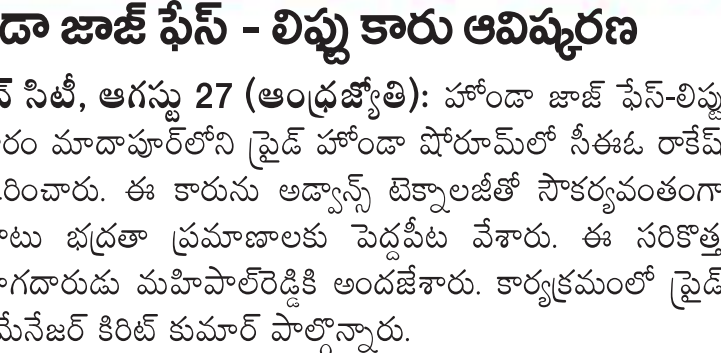 డా జాజ్ ఫేస్ - లిఫ్టు కారు ఆవిష్కరణ
న్ సిటీ, ఆగస్టు 27 (ఆంధ్రజ్యోతి): హోండా జాజ్ ఫేస్-లిఫ్టు
రం మాదాపూర్‌లోని ప్రైడ్ హోండా షోరూమ్‌లో సీఈఓ రాకేష్
రించారు. ఈ కారును అడ్వాన్స్ టెక్నాలజీతో సౌకర్యవంతంగా
టు భద్రతా ప్రమాణాలకు పెద్దపీట వేశారు. ఈ సరికొత్త
గదారుడు మహిపాల్‌రెడ్డికి అందజేశారు. కార్యక్రమంలో ప్రైడ్
మేనేజర్ కిరిట్ కుమార్ పాల్గొన్నారు.